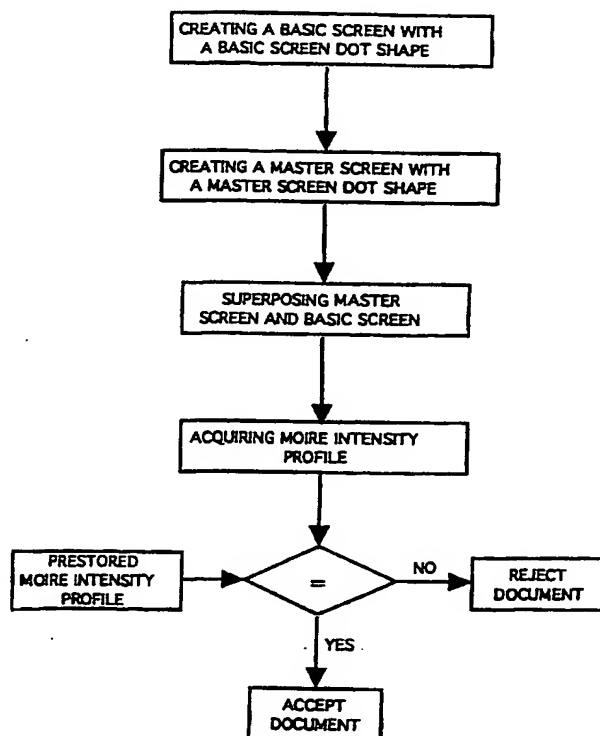 CREATING A BASIC SCREEN WITH
A BASIC SCREEN DOT SHAPE
CREATING A MASTER SCREEN WITH
A MASTER SCREEN DOT SHAPE
SUPERPOSING MASTER
SCREEN AND BASIC SCREEN
ACQUIRING MOIRE INTENSITY
PROFILE
PRESTORED
MOIRE INTENSITY
PROFILE
=
NO
REJECT
DOCUMENT
YES
ACCEPT
DOCUMENT